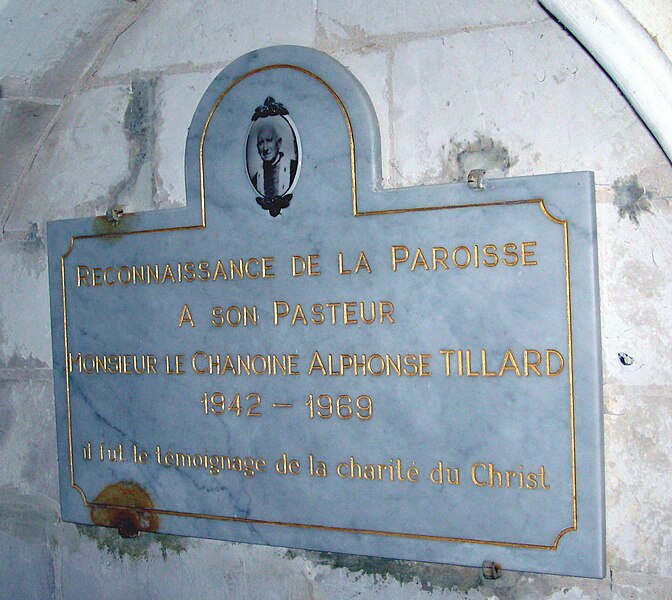 RECONNAISSANCE DE LA PAROISSE
A SON PASTEUR
MONSIEUR LE CHANOINE ALPHONSE TILLARD
1942 - 1969
il fut le témoignage de la charité du Christ